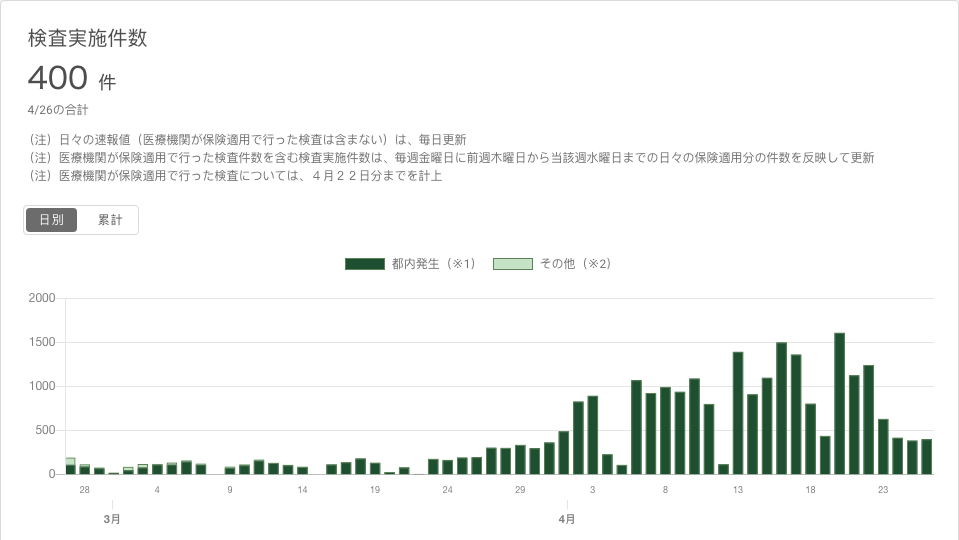 検査実施件数
400 件
4/26の合計
（注）日々の速報値（医療機関が保険適用で行った検査は含まない）は、毎日更新
（注）医療機関が保険適用で行った検査件数を含む検査実施件数は、毎週金曜日に前週木曜日から当該週水曜日までの日々の保険適用分の件数を反映して更新
（注）医療機関が保険適用で行った検査については、４月２２日分までを計上
日別 累計
都内発生（※1） その他（※2）
2000
1500
1000
500
0
28 4 9 14 19 24 29 3 8 13 18 23
3月 4月